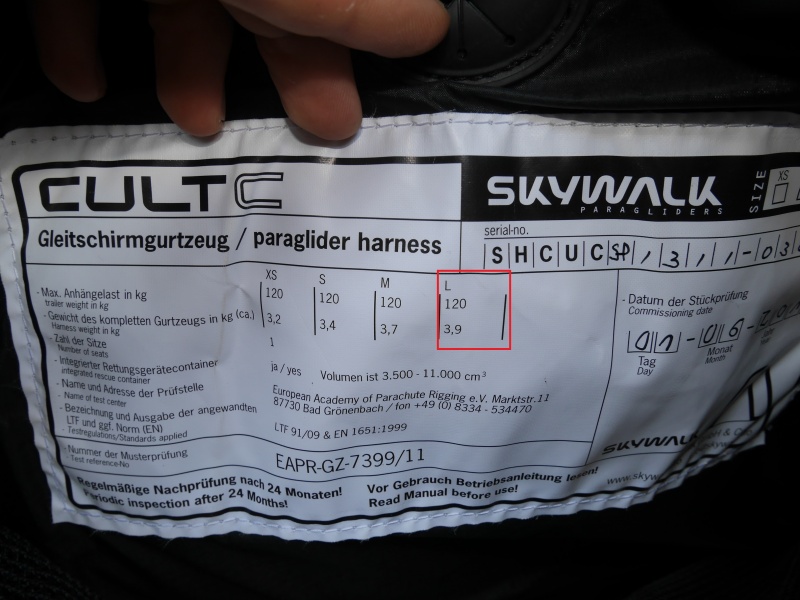 CULT C
SKYWALK
PARAGLIDERS
SIZE
XS
Gleitschirmgurtzeug / paraglider harness
serial-no.
S H C U C
XS S M L
- Max. Anhängelast in kg 120 120 120 120
trailer weight in kg
- Gewicht des kompletten Gurtzeugs in kg (ca.) 3,2 3,4 3,7 3,9
Harness weight in kg
- Zahl der Sitze 1
Number of seats
- Integrierter Rettungsgerätecontainer ja / yes Volumen ist 3.500 - 11.000 cm³
integrated rescue container
- Name und Adresse der Prüfstelle European Academy of Parachute Rigging e.V. Marktstr.11
- Name of test center 87730 Bad Grönenbach / fon +49 (0) 8334 - 534470
- Bezeichnung und Ausgabe der angewandten
LTF und ggf. Norm (EN) LTF 91/09 & EN 1651:1999
- Testregulations/Standards applied
- Nummer der Musterprüfung EAPR-GZ-7399/11
Test reference-No
Regelmäßige Nachprüfung nach 24 Monaten!
Periodic inspection after 24 Months!
Vor Gebrauch Betriebsanleitung lesen!
Read Manual before use!
- Datum der Stückprüfung
Commissioning date
Tag Monat
Day Month
SKYWALK
www.skywalk